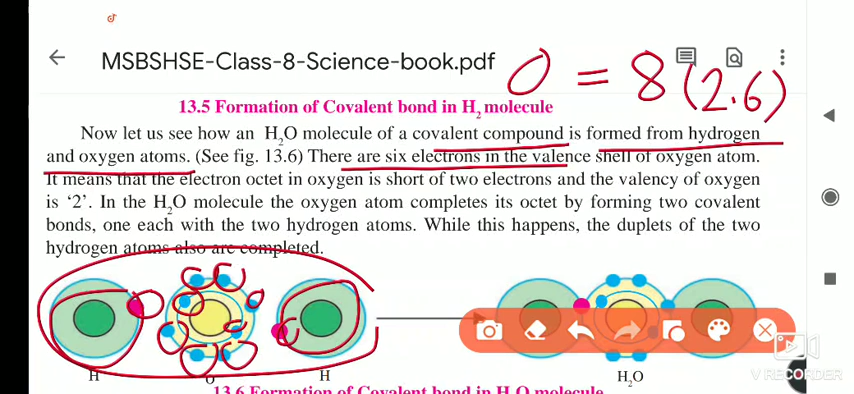 MSBSHSE-Class-8-Science-book.pdf
O = 8 (2.6)
13.5 Formation of Covalent bond in H₂ molecule
Now let us see how an H₂O molecule of a covalent compound is formed from hydrogen
and oxygen atoms. (See fig. 13.6) There are six electrons in the valence shell of oxygen atom.
It means that the electron octet in oxygen is short of two electrons and the valency of oxygen
is ‘2’. In the H₂O molecule the oxygen atom completes its octet by forming two covalent
bonds, one each with the two hydrogen atoms. While this happens, the duplets of the two
hydrogen atoms also are completed.
H O H H₂O
13.6 Formation of Covalent bond in H₂O molecule
V RECORDER